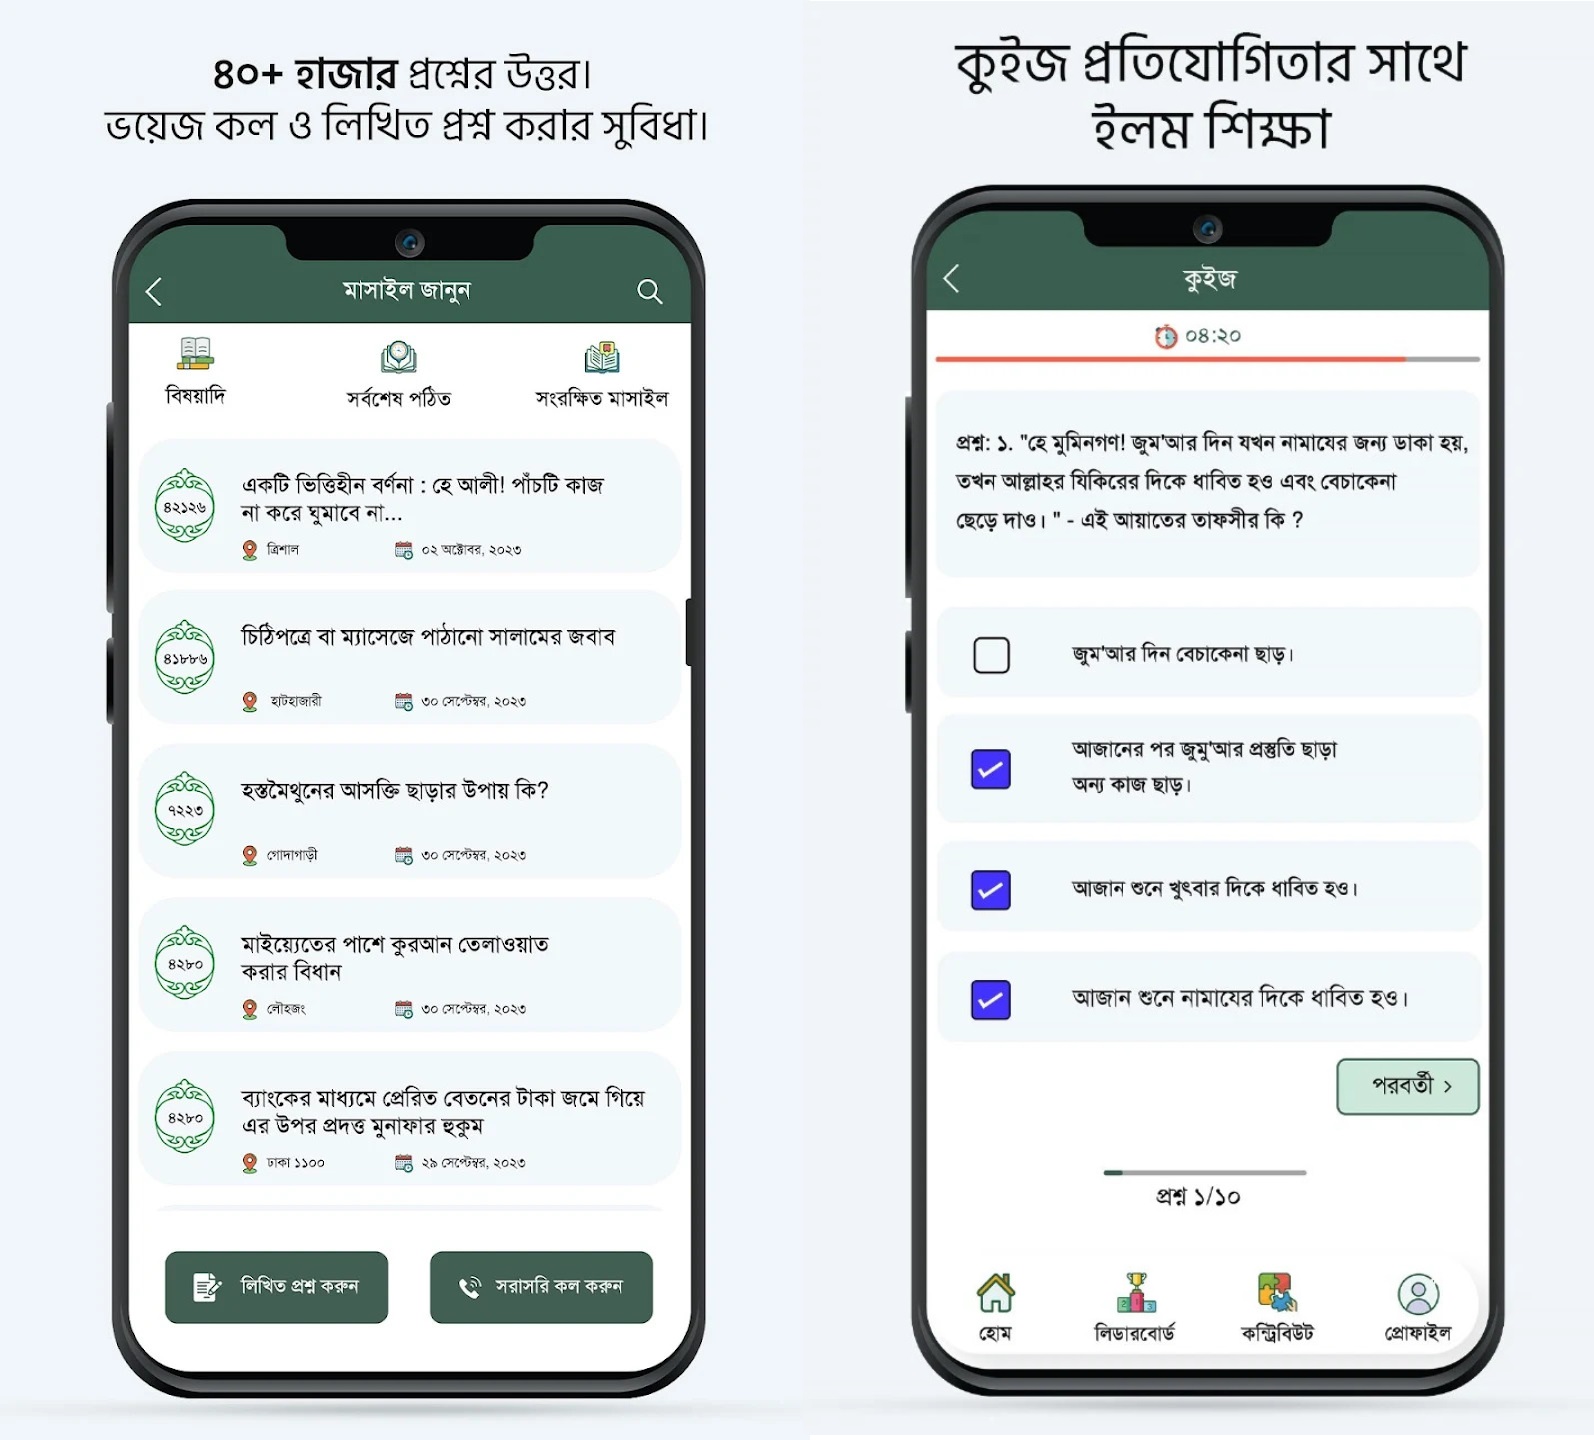 ৪০+ হাজার প্রশ্নের উত্তর।
ভয়েজ কল ও লিখিত প্রশ্ন করার সুবিধা।
মাসাইল জানুন
বিষয়াদি
সর্বশেষ পঠিত
সংরক্ষিত মাসাইল
৪২১২৬
একটি ভিত্তিহীন বর্ণনা : হে আলী! পাঁচটি কাজ
না করে ঘুমাবে না...
ত্রিশাল
০২ অক্টোবর, ২০২৩
৪১৮৮৬
চিঠিপত্রে বা ম্যাসেজে পাঠানো সালামের জবাব
হাটহাজারী
৩০ সেপ্টেম্বর, ২০২৩
৭২২৩
হস্তমৈথুনের আসক্তি ছাড়ার উপায় কি?
গোদাগাড়ী
৩০ সেপ্টেম্বর, ২০২৩
৪২৮০
মাইয়্যেতের পাশে কুরআন তেলাওয়াত
করার বিধান
লৌহজং
৩০ সেপ্টেম্বর, ২০২৩
৪২৮০
ব্যাংকের মাধ্যমে প্রেরিত বেতনের টাকা জমে গিয়ে
এর উপর প্রদত্ত মুনাফার হুকুম
ঢাকা ১১০০
২৯ সেপ্টেম্বর, ২০২৩
লিখিত প্রশ্ন করুন
সরাসরি কল করুন
কুইজ প্রতিযোগিতার সাথে
ইলম শিক্ষা
কুইজ
০৪:২০
প্রশ্ন: ১. "হে মুমিনগণ! জুম'আর দিন যখন নামাযের জন্য ডাকা হয়,
তখন আল্লাহর যিকিরের দিকে ধাবিত হও এবং বেচাকেনা
ছেড়ে দাও। " - এই আয়াতের তাফসীর কি ?
জুম'আর দিন বেচাকেনা ছাড়।
আজানের পর জুমু'আর প্রস্তুতি ছাড়া
অন্য কাজ ছাড়।
আজান শুনে খুৎবার দিকে ধাবিত হও।
আজান শুনে নামাযের দিকে ধাবিত হও।
পরবর্তী >
প্রশ্ন ১/১০
হোম
লিডারবোর্ড
কন্ট্রিবিউট
প্রোফাইল